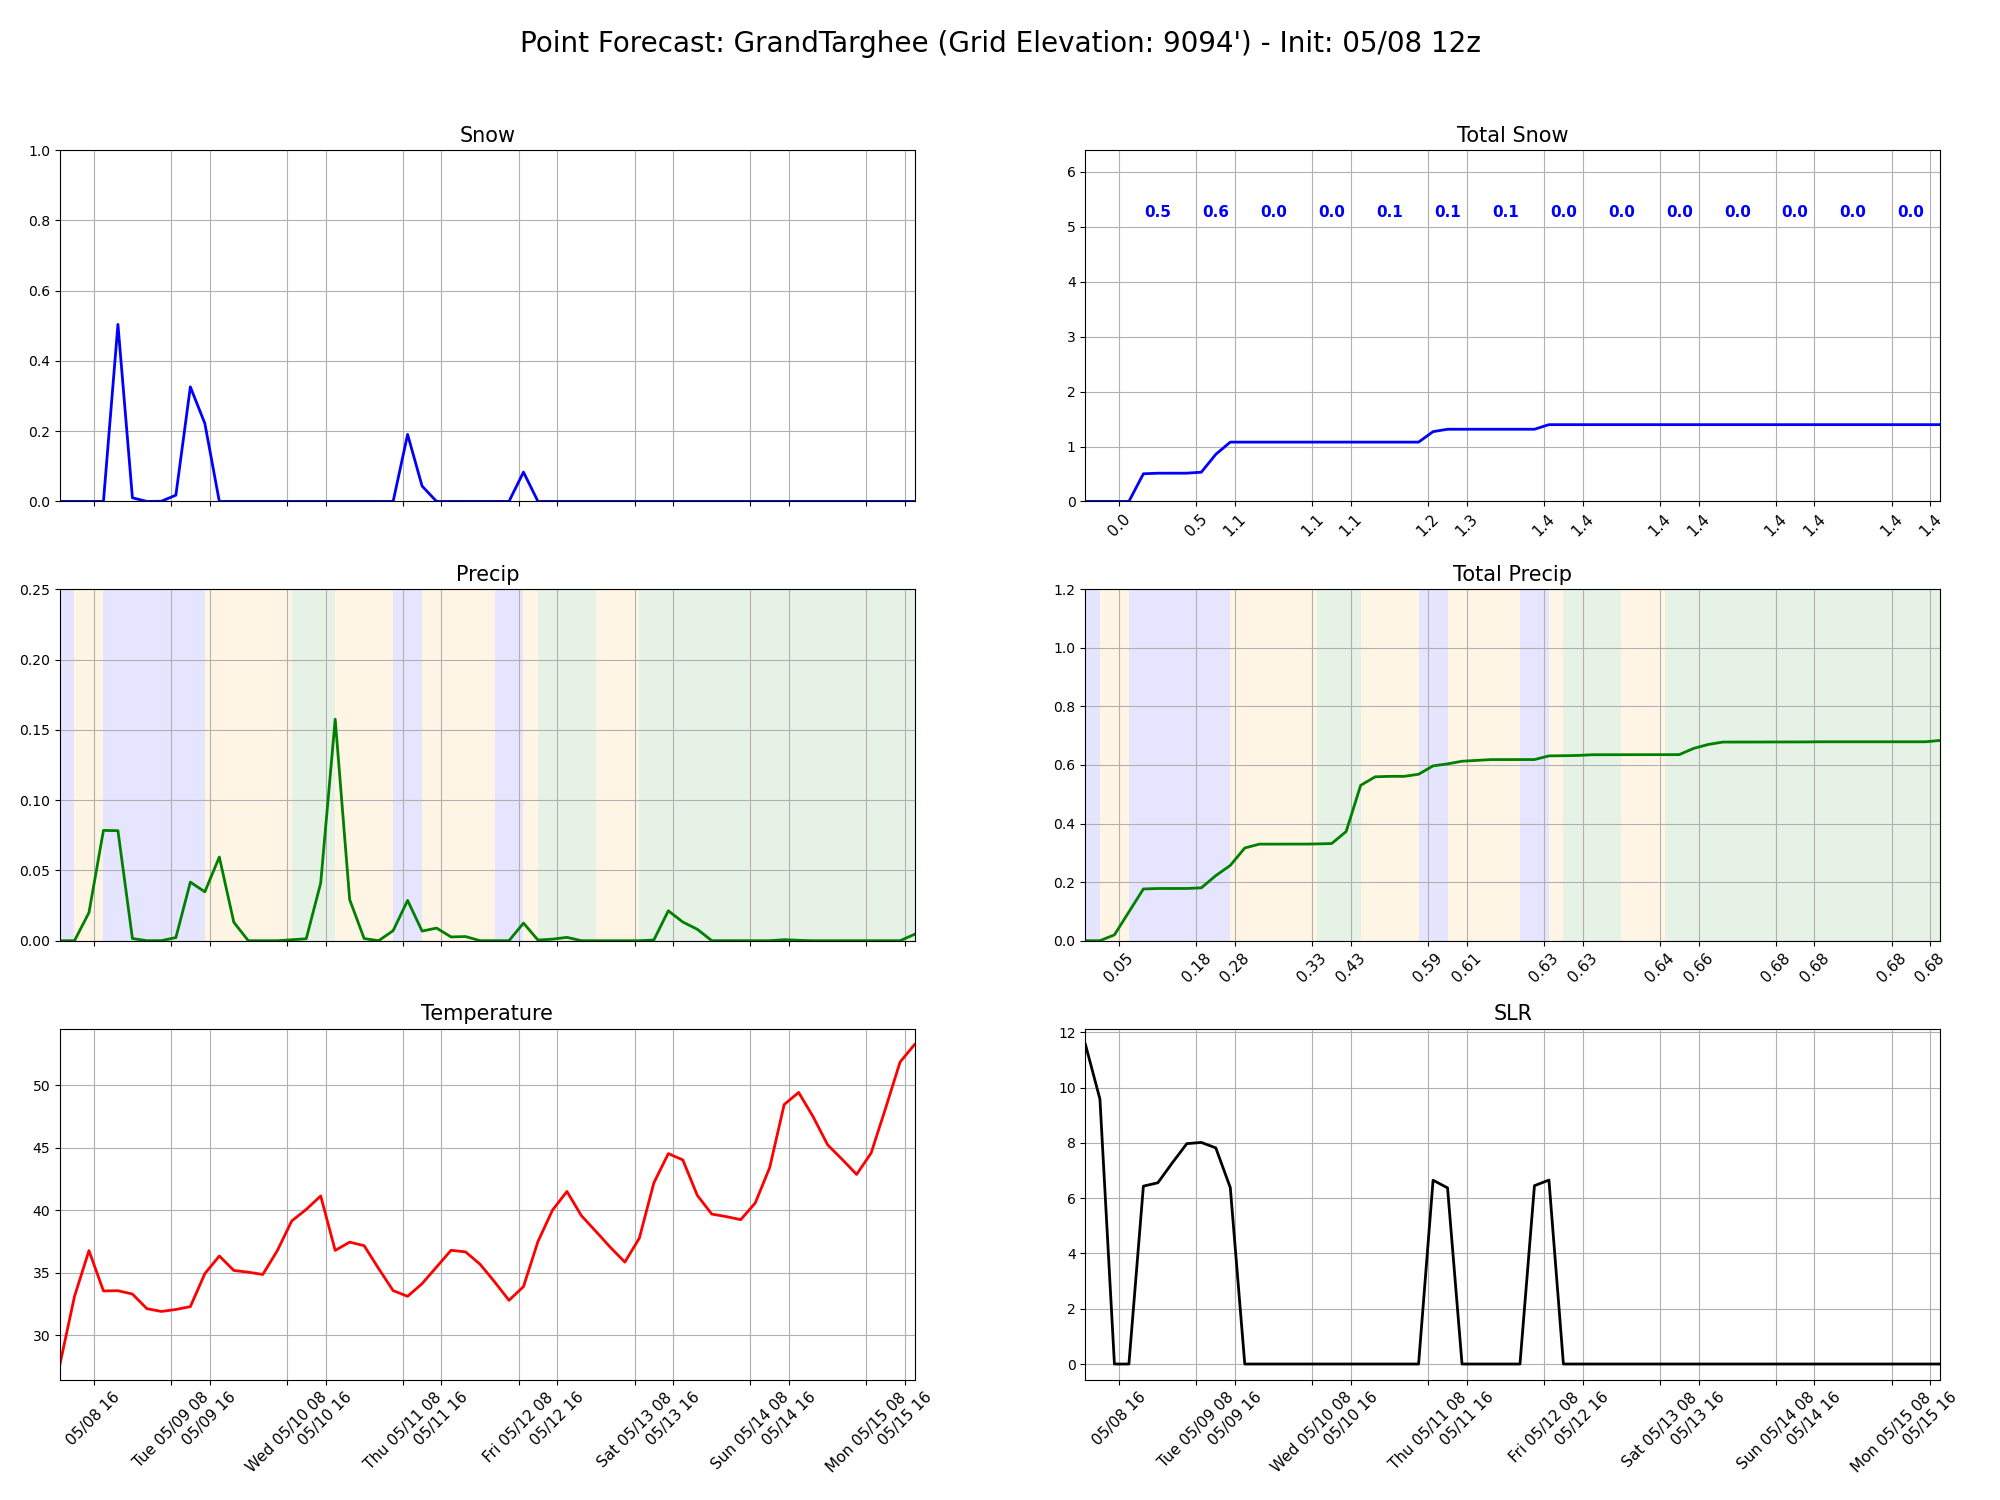 Point Forecast: GrandTarghee (Grid Elevation: 9094') - Init: 05/08 12z
Snow
1.0
0.8
0.6
0.4
0.2
0.0
Total Snow
6
5
4
3
2
1
0
0.5 0.6 0.0 0.0 0.1 0.1 0.1 0.0 0.0 0.0 0.0 0.0 0.0 0.0
0.0 0.5 1.1 1.1 1.1 1.2 1.3 1.4 1.4 1.4 1.4 1.4 1.4 1.4 1.4
Precip
0.25
0.20
0.15
0.10
0.05
0.00
Total Precip
1.2
1.0
0.8
0.6
0.4
0.2
0.0
0.05 0.18 0.28 0.33 0.43 0.59 0.61 0.63 0.63 0.64 0.66 0.68 0.68 0.68 0.68
Temperature
50
45
40
35
30
05/08 16
Tue 05/09 08
05/09 16
Wed 05/10 08
05/10 16
Thu 05/11 08
05/11 16
Fri 05/12 08
05/12 16
Sat 05/13 08
05/13 16
Sun 05/14 08
05/14 16
Mon 05/15 08
05/15 16
SLR
12
10
8
6
4
2
0
05/08 16
Tue 05/09 08
05/09 16
Wed 05/10 08
05/10 16
Thu 05/11 08
05/11 16
Fri 05/12 08
05/12 16
Sat 05/13 08
05/13 16
Sun 05/14 08
05/14 16
Mon 05/15 08
05/15 16